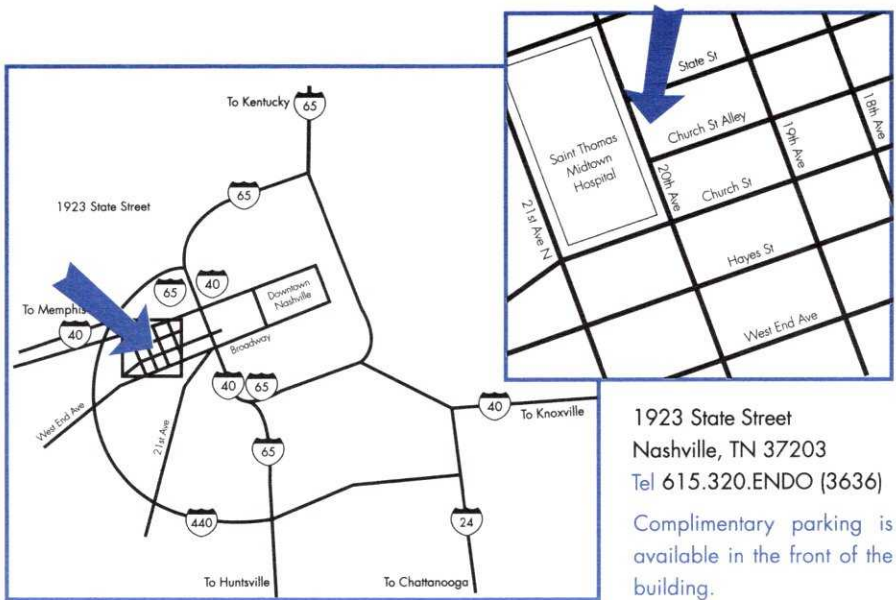 To Kentucky
65
65
1923 State Street
65
40
Downtown
Nashville
To Memphis
40
Broadway
40
65
West End Ave
21st Ave
65
40
To Knoxville
440
24
To Huntsville
To Chattanooga
State St
18th Ave
Church St Alley
19th Ave
Saint Thomas
Midtown
Hospital
20th Ave
Church St
21st Ave N
Hayes St
West End Ave
1923 State Street
Nashville, TN 37203
Tel 615.320.ENDO (3636)
Complimentary parking is
available in the front of the
building.